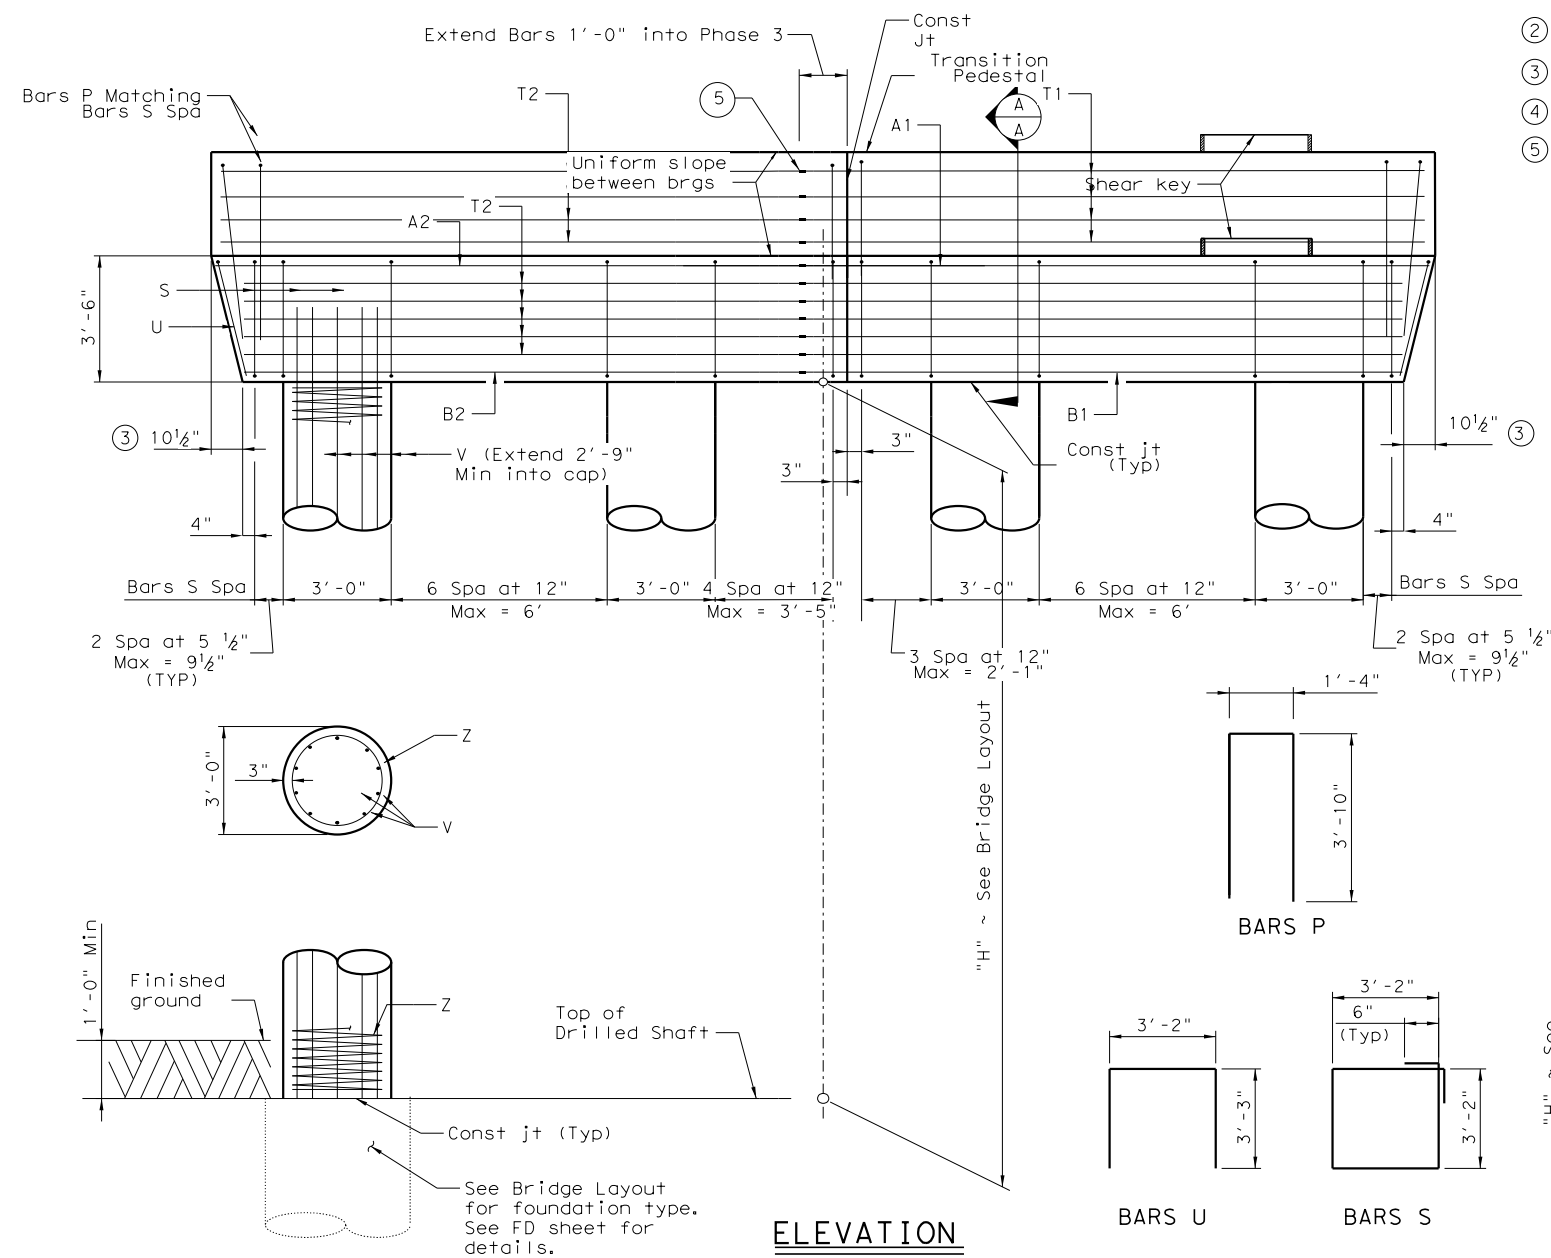 Extend Bars 1'-0" into Phase 3
Const
Jt
Transition
Pedestal
2
3
4
5
Bars P Matching
Bars S Spa
T2
5
A1
A
A
T1
Uniform slope
between brgs
Shear key
A2
T2
S
U
3'-6"
B2
B1
3 10½"
10½" 3
V (Extend 2'-9"
Min into cap)
3"
3"
Const jt
(Typ)
4"
4"
Bars S Spa
3'-0"
6 Spa at 12"
Max = 6'
3'-0"
4 Spa at 12"
Max = 3'-5"
3'-0"
6 Spa at 12"
Max = 6'
3'-0"
Bars S Spa
2 Spa at 5 ½"
Max = 9½"
(TYP)
3 Spa at 12"
Max = 2'-1"
2 Spa at 5 ½"
Max = 9½"
(TYP)
Z
3"
3'-0"
V
"H" ~ See Bridge Layout
1'-4"
3'-10"
BARS P
1'-0" Min
Finished
ground
Z
Top of
Drilled Shaft
Const jt (Typ)
See Bridge Layout
for foundation type.
See FD sheet for
details.
ELEVATION
3'-2"
3'-3"
BARS U
3'-2"
6"
(Typ)
3'-2"
BARS S
"H" ~ See